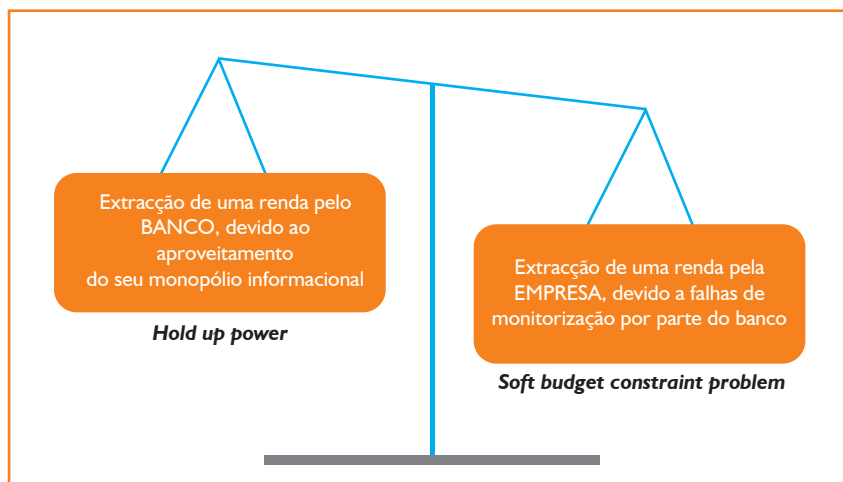 Extracção de uma renda pelo
BANCO, devido ao
aproveitamento
do seu monopólio informacional
Hold up power
Extracção de uma renda pela
EMPRESA, devido a falhas de
monitorização por parte do banco
Soft budget constraint problem